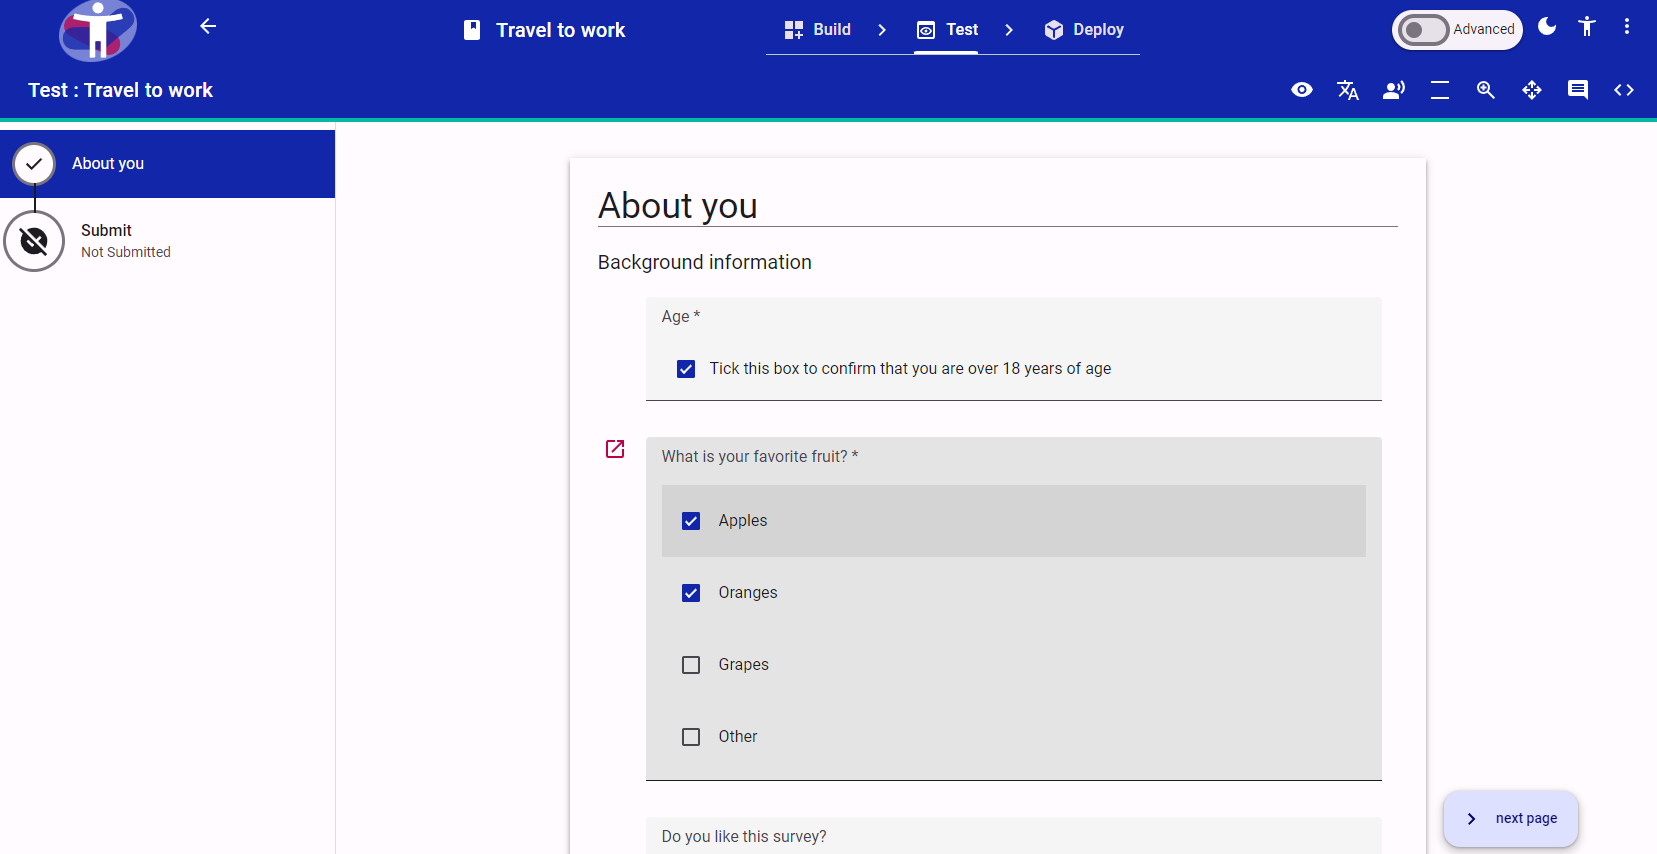 Travel to work
Build
Test
Deploy
Advanced
Test : Travel to work
About you
Submit
Not Submitted
About you
Background information
Age *
Tick this box to confirm that you are over 18 years of age
What is your favorite fruit? *
Apples
Oranges
Grapes
Other
Do you like this survey?
next page